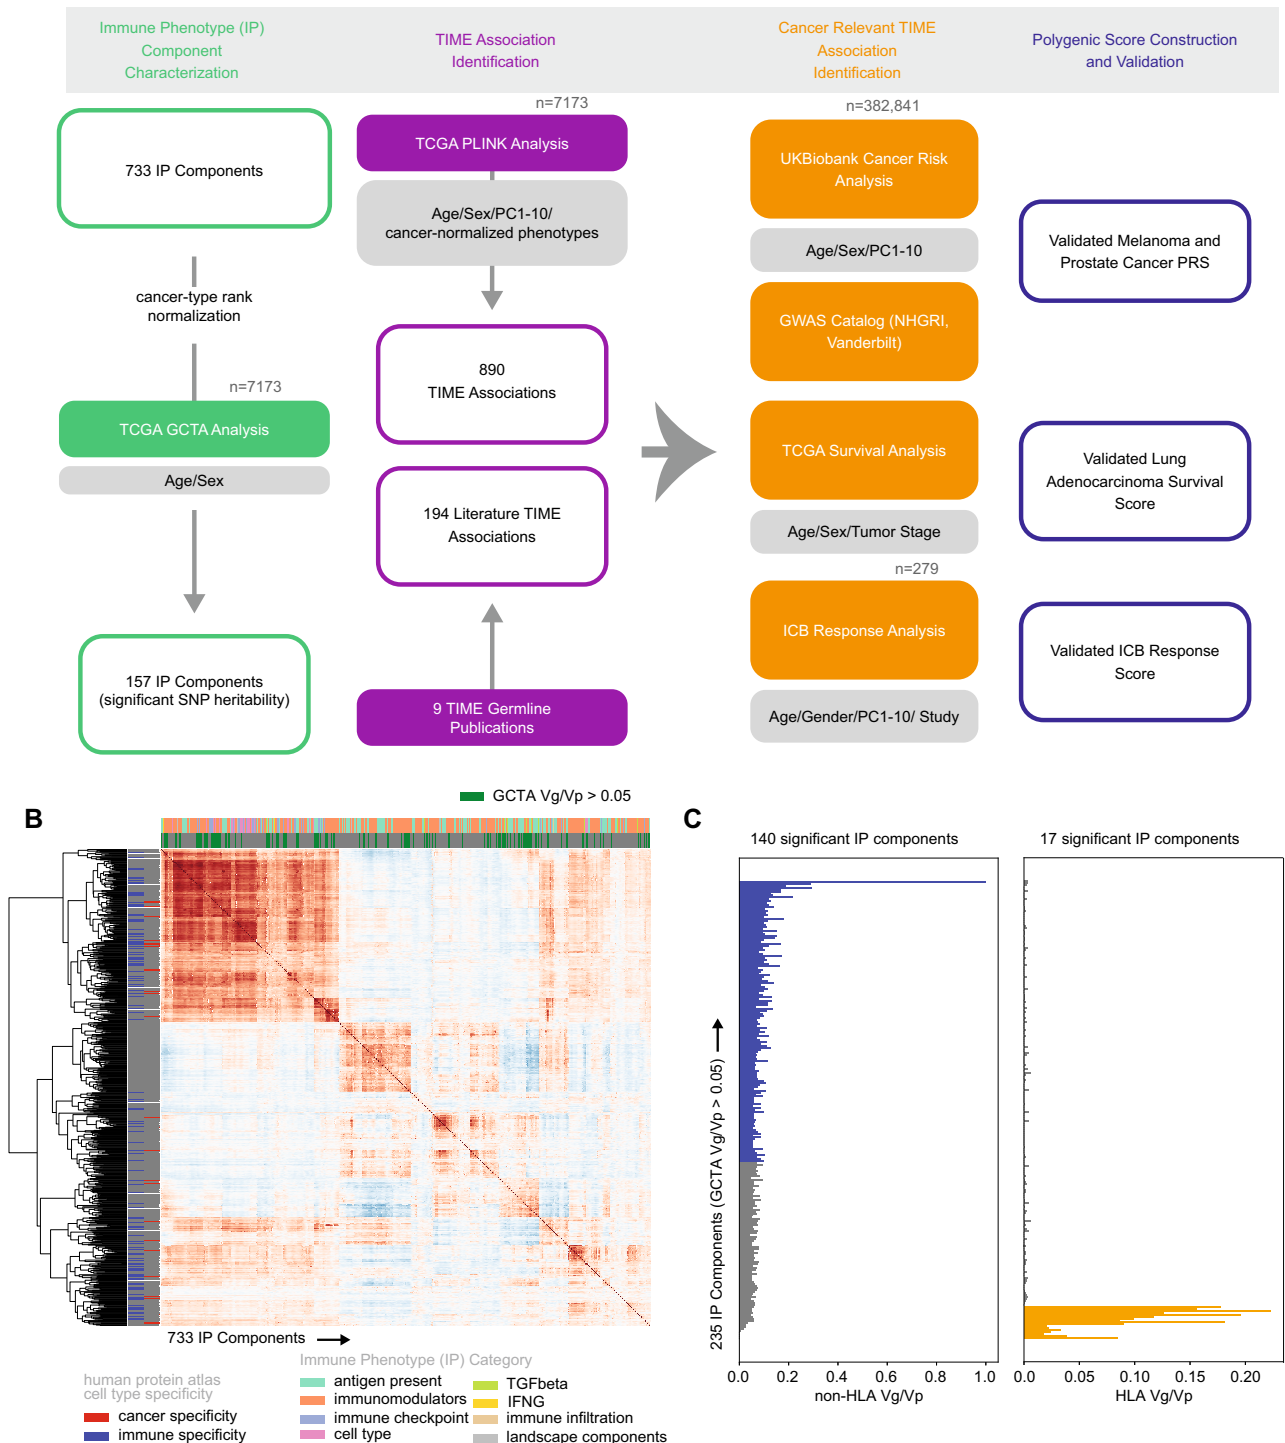 Immune Phenotype (IP)
Component
Characterization
TIME Association
Identification
Cancer Relevant TIME
Association
Identification
Polygenic Score Construction
and Validation
733 IP Components
cancer-type rank
normalization
n=7173
TCGA GCTA Analysis
Age/Sex
157 IP Components
(significant SNP heritability)
n=7173
TCGA PLINK Analysis
Age/Sex/PC1-10/
cancer-normalized phenotypes
890
TIME Associations
194 Literature TIME
Associations
9 TIME Germline
Publications
n=382,841
UKBiobank Cancer Risk
Analysis
Age/Sex/PC1-10
GWAS Catalog (NHGRI,
Vanderbilt)
TCGA Survival Analysis
Age/Sex/Tumor Stage
n=279
ICB Response Analysis
Age/Gender/PC1-10/ Study
Validated Melanoma and
Prostate Cancer PRS
Validated Lung
Adenocarcinoma Survival
Score
Validated ICB Response
Score
B
GCTA Vg/Vp > 0.05
733 IP Components
human protein atlas
cell type specificity
cancer specificity
immune specificity
Immune Phenotype (IP) Category
antigen present
immunomodulators
immune checkpoint
cell type
TGFbeta
IFNG
immune infiltration
landscape components
C
140 significant IP components
17 significant IP components
235 IP Components (GCTA Vg/Vp > 0.05)
0.0 0.2 0.4 0.6 0.8 1.0
non-HLA Vg/Vp
0.00 0.05 0.10 0.15 0.20
HLA Vg/Vp